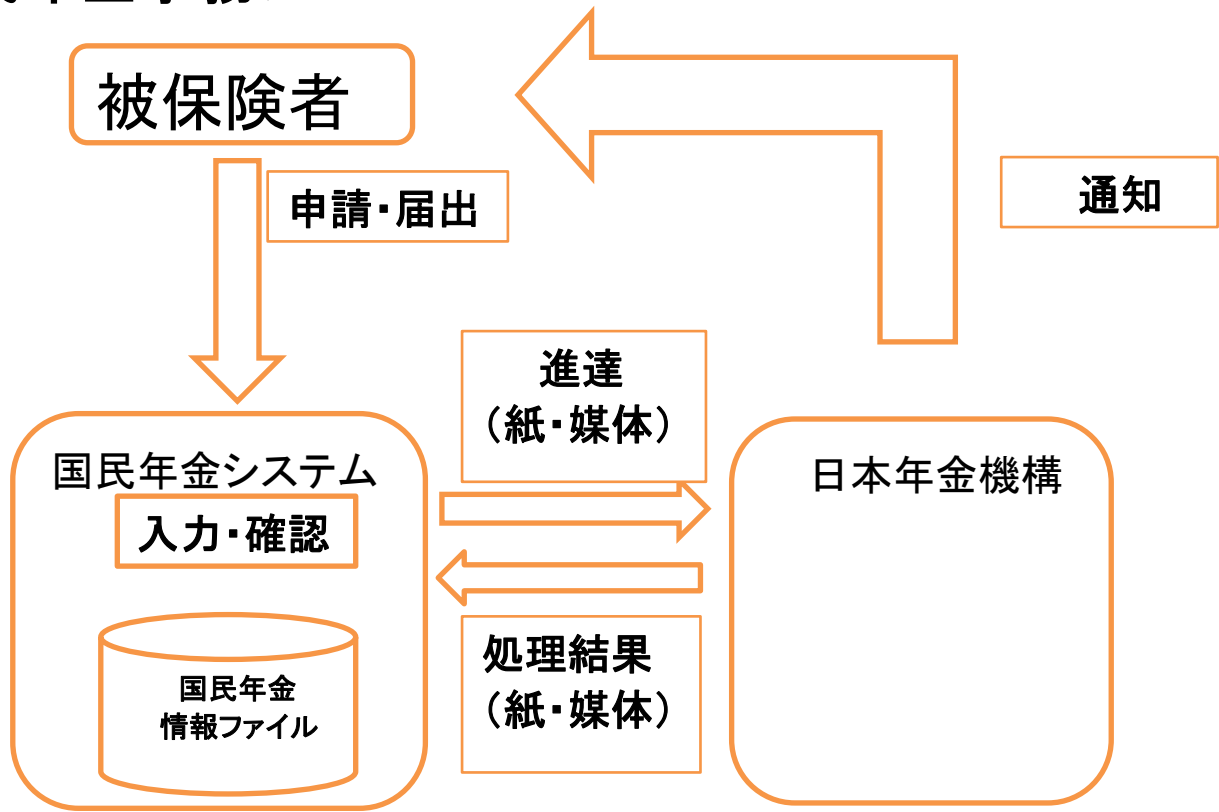 被保険者
申請・届出
通知
進達
（紙・媒体）
国民年金システム
入力・確認
日本年金機構
処理結果
（紙・媒体）
国民年金
情報ファイル